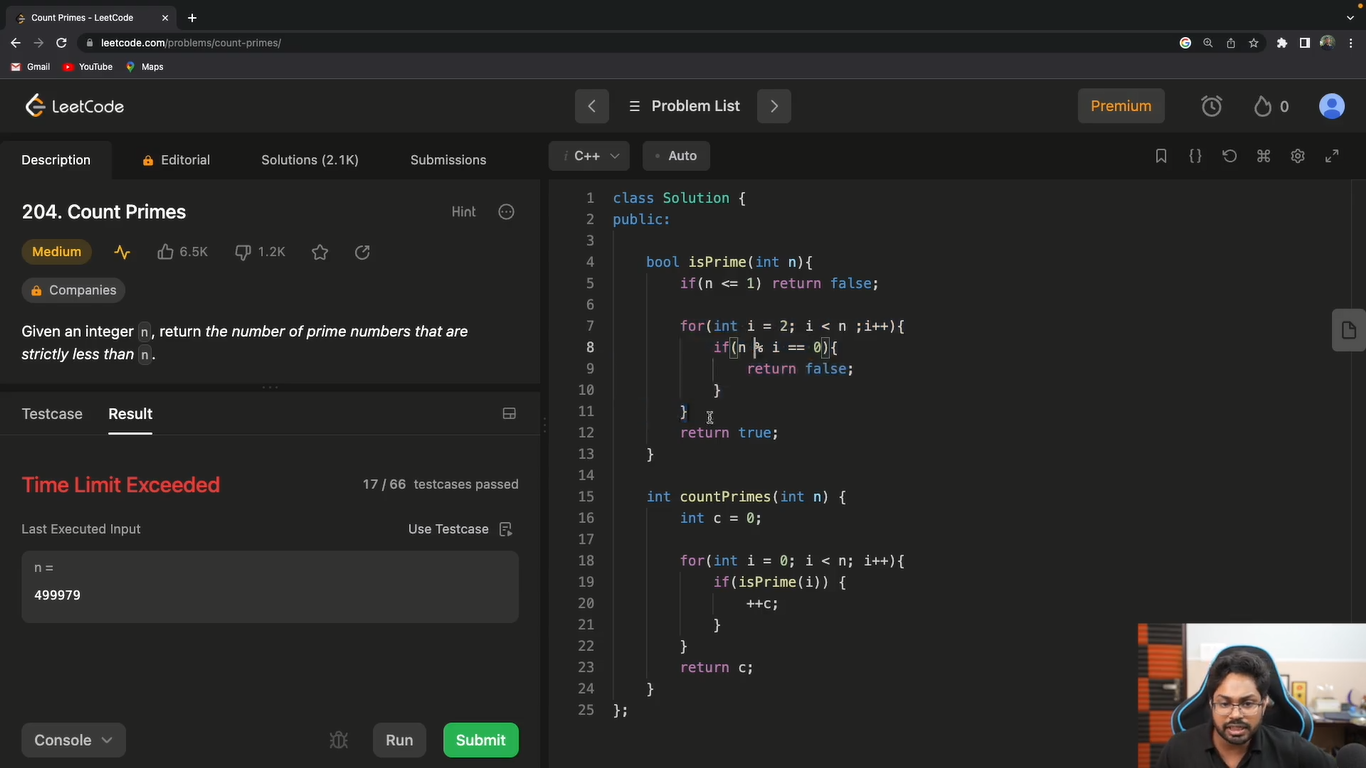 Count Primes - LeetCode
leetcode.com/problems/count-primes/
Gmail YouTube Maps
LeetCode
Problem List
Premium
0
Description
Editorial
Solutions (2.1K)
Submissions
i C++
Auto
204. Count Primes
Hint
Medium
6.5K
1.2K
Companies
Given an integer n, return the number of prime numbers that are
strictly less than n.
Testcase
Result
Time Limit Exceeded
17 / 66 testcases passed
Last Executed Input
Use Testcase
n =
499979
Console
Run
Submit
1 class Solution {
2 public:
3
4 bool isPrime(int n){
5 if(n <= 1) return false;
6
7 for(int i = 2; i < n ;i++){
8 if(n % i == 0){
9 return false;
10 }
11 }
12 return true;
13 }
14
15 int countPrimes(int n) {
16 int c = 0;
17
18 for(int i = 0; i < n; i++){
19 if(isPrime(i)) {
20 ++c;
21 }
22 }
23 return c;
24 }
25 };